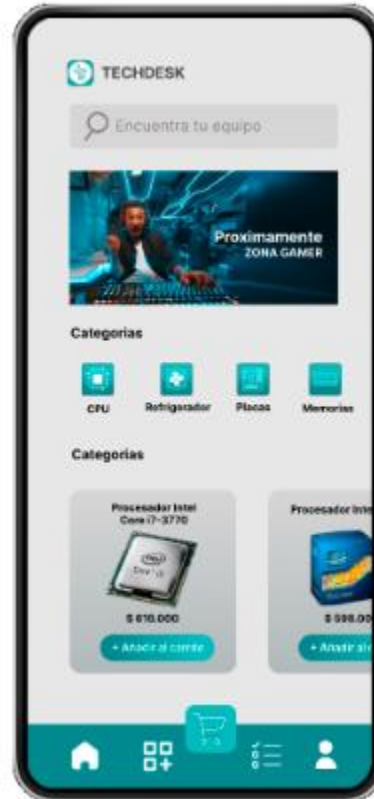 TECHDESK
Encuentra tu equipo
Proximamente
ZONA GAMER
Categorias
CPU Refrigerador Placas Memorias
Categorias
Procesador Intel
Core i7-3770
Procesador Inte
$ 610.000
$ 598.00
+ Añadir al carrito
+ Añadir al c